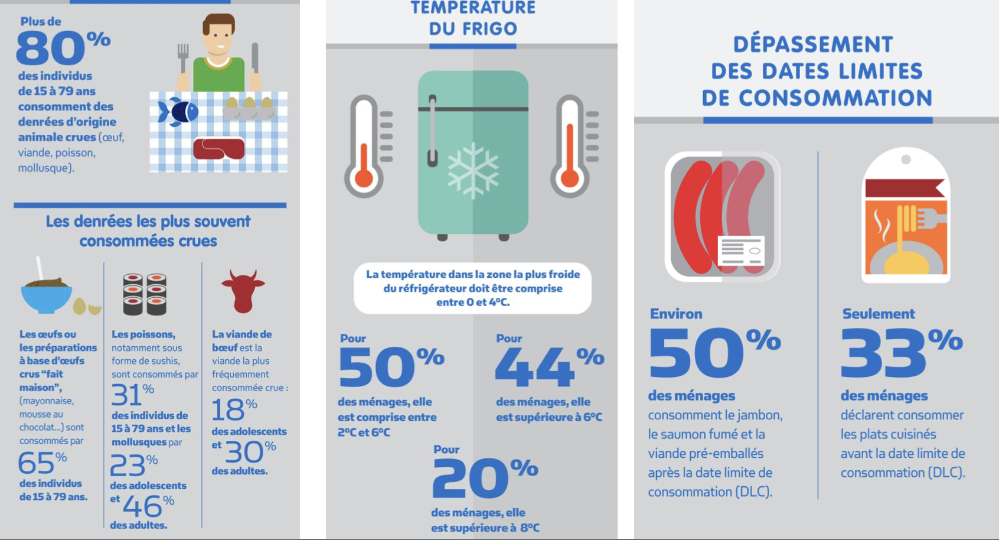 Plus de
80%
des individus
de 15 à 79 ans
consomment des
denrées d'origine
animale crues (œuf,
viande, poisson,
mollusque).
Les denrées les plus souvent
consommées crues
Les œufs ou
les préparations
à base d'œufs
crus “fait
maison”,
(mayonnaise,
mousse au
chocolat...) sont
consommés par
65%
des individus
de 15 à 79 ans.
Les poissons,
notamment sous
forme de sushis,
sont consommés par
31%
des individus de
15 à 79 ans et les
mollusques par
23%
des adolescents
et 46%
des adultes.
La viande de
bœuf est la
viande la plus
fréquemment
consommée crue :
18%
des adolescents
et 30%
des adultes.
TEMPÉRATURE
DU FRIGO
La température dans la zone la plus froide
du réfrigérateur doit être comprise
entre 0 et 4°C.
Pour
50%
des ménages, elle
est comprise entre
2°C et 6°C
Pour
44%
des ménages, elle
est supérieure à 6°C
Pour
20%
des ménages, elle
est supérieure à 8°C
DÉPASSEMENT
DES DATES LIMITES
DE CONSOMMATION
Environ
50%
des ménages
consomment le jambon,
le saumon fumé et la
viande pré-emballés
après la date limite de
consommation (DLC).
Seulement
33%
des ménages
déclarent consommer
les plats cuisinés
avant la date limite de
consommation (DLC).